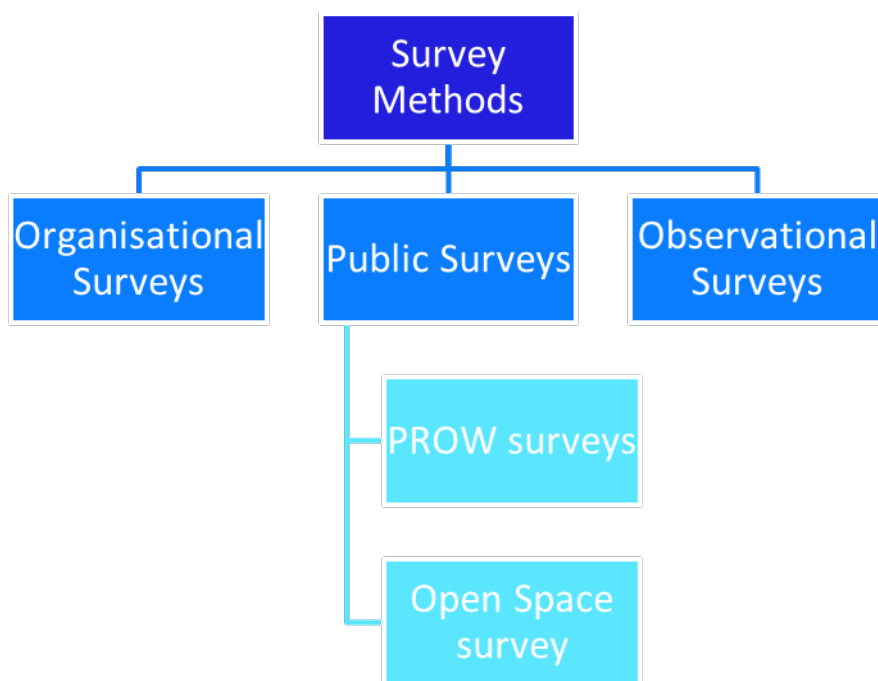 Survey
Methods
Organisational
Surveys
Public Surveys
Observational
Surveys
PROW surveys
Open Space
survey